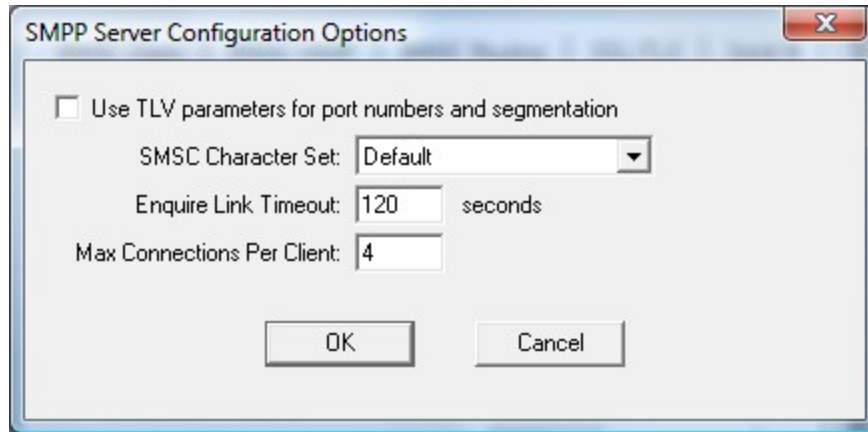 SMPP Server Configuration Options
Use TLV parameters for port numbers and segmentation
SMSC Character Set: Default
Enquire Link Timeout: 120 seconds
Max Connections Per Client: 4
OK Cancel